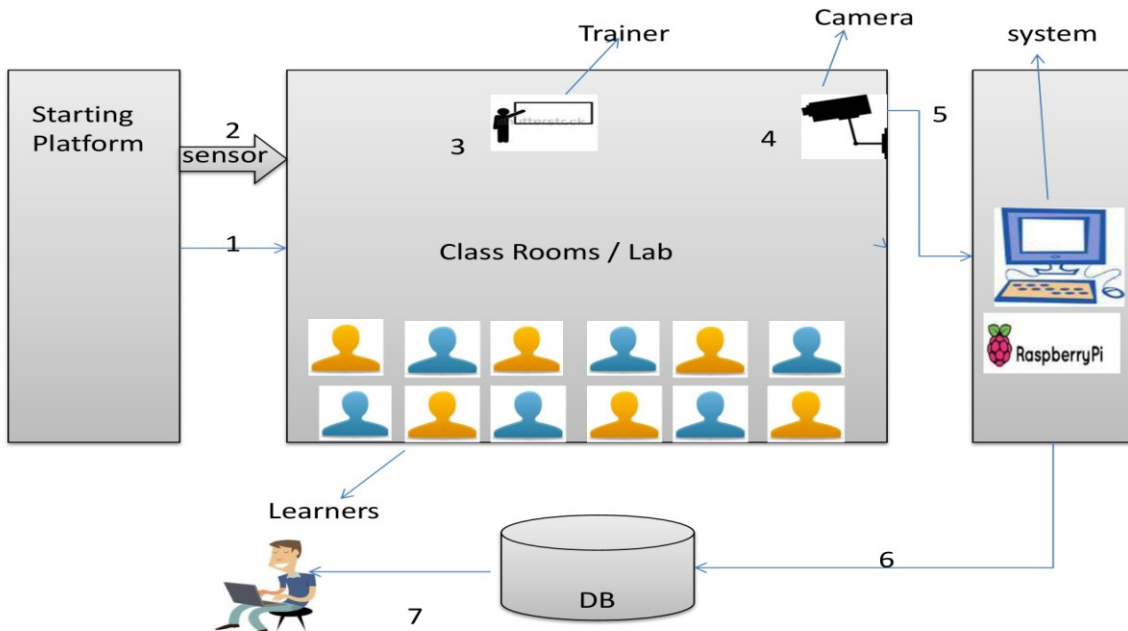 Trainer
Camera
system
Starting
Platform
2
sensor
1
3
4
5
Class Rooms / Lab
RaspberryPi
Learners
DB
6
7